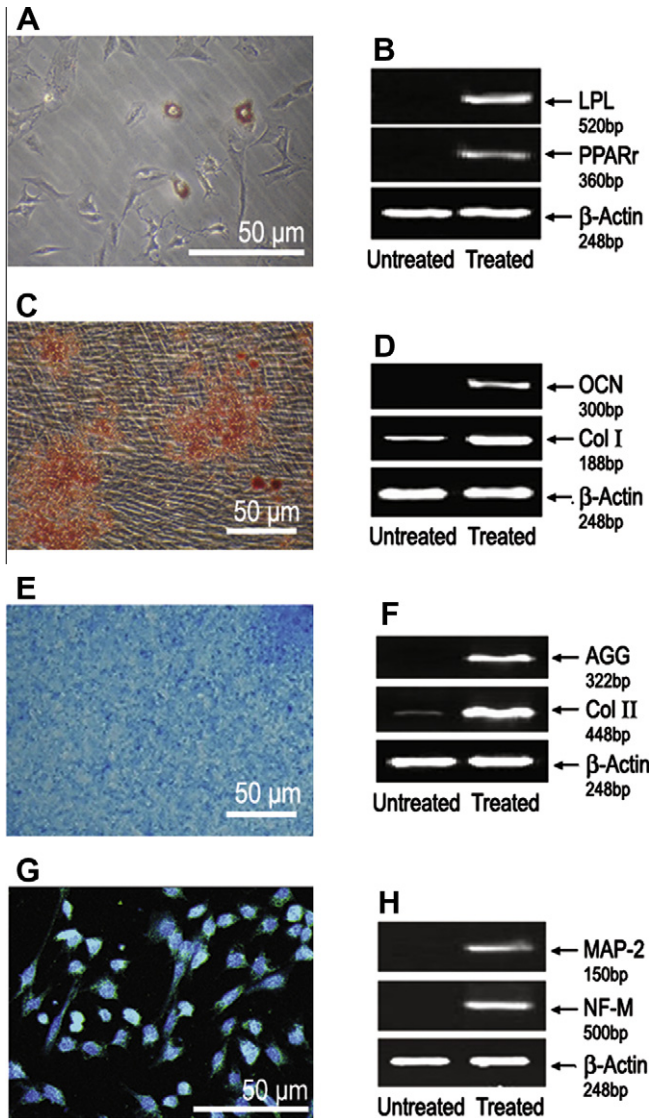 A
50 µm
B
LPL
520bp
PPARr
360bp
β-Actin
248bp
Untreated Treated
C
50 µm
D
OCN
300bp
Col I
188bp
β-Actin
248bp
Untreated Treated
E
50 µm
F
AGG
322bp
Col II
448bp
β-Actin
248bp
Untreated Treated
G
50 µm
H
MAP-2
150bp
NF-M
500bp
β-Actin
248bp
Untreated Treated